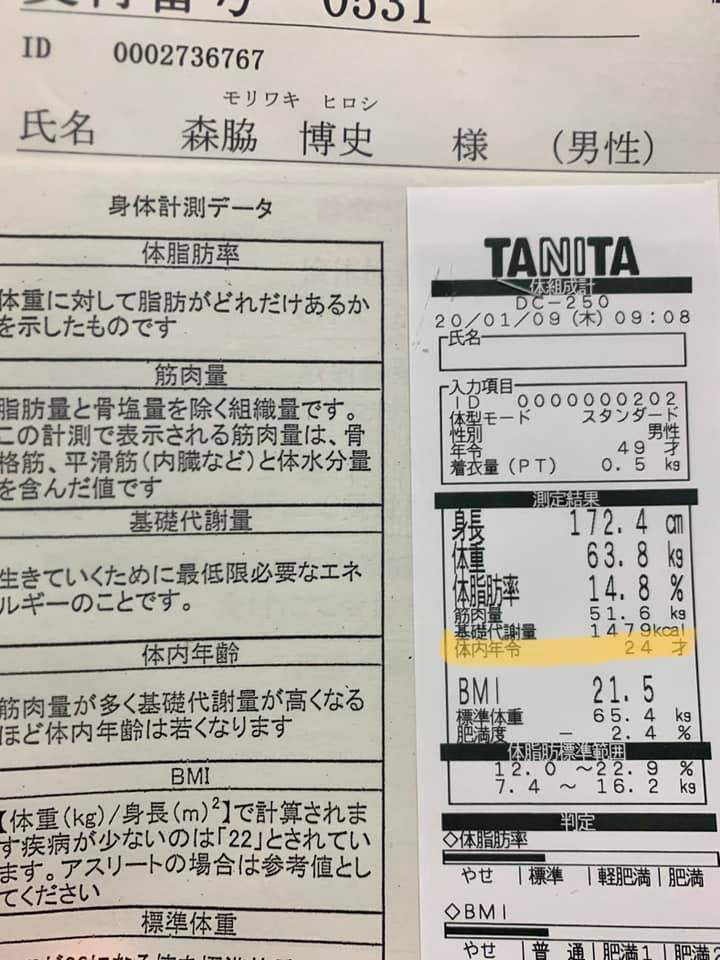 0531
ID 0002736767
モリワキ ヒロシ
氏名 森脇 博史 様 (男性)
身体計測データ
体脂肪率
体重に対して脂肪がどれだけあるか
を示したものです
筋肉量
脂肪量と骨塩量を除く組織量です。
この計測で表示される筋肉量は、骨
格筋、平滑筋(内臓など)と体水分量
を含んだ値です
基礎代謝量
生きていくために最低限必要なエネ
ルギーのことです。
体内年齢
筋肉量が多く基礎代謝量が高くなる
ほど体内年齢は若くなります
BMI
【体重(kg)/身長(m)²】で計算されま
す疾病が少ないのは「22」とされてい
ます。アスリートの場合は参考値とし
てください
標準体重
TANITA
体組成計
DC-250
20/01/09 (木) 09:08
氏名
入力項目
ID 0000000202
体型モード スタンダード
性別 男性
年令 49 才
着衣量(PT) 0.5 kg
測定結果
身長 172.4 cm
体重 63.8 kg
体脂肪率 14.8 %
筋肉量 51.6 kg
基礎代謝量 1479kcal
体内年令 24 才
BMI 21.5
標準体重 65.4 kg
肥満度 - 2.4 %
体脂肪標準範囲
12.0 ~22.9 %
7.4 ~ 16.2 kg
判定
◇体脂肪率
やせ |標準 |軽肥満|肥満
◇BMI
やせ |普通|肥満1|肥満2